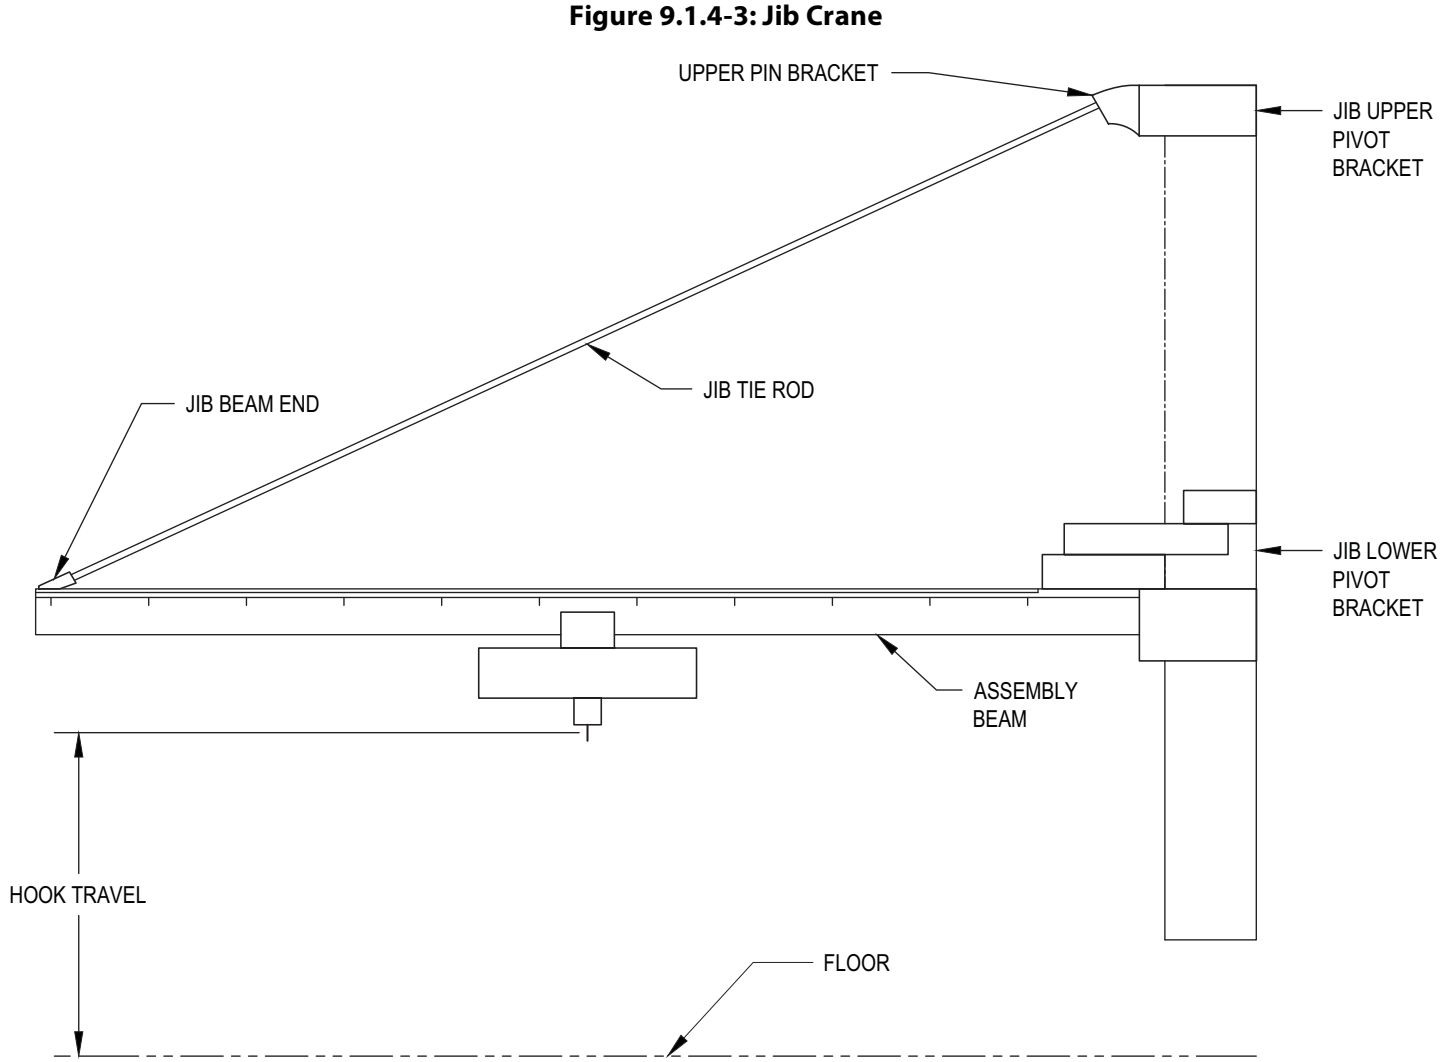 Figure 9.1.4-3: Jib Crane
UPPER PIN BRACKET
JIB UPPER
PIVOT
BRACKET
JIB TIE ROD
JIB BEAM END
JIB LOWER
PIVOT
BRACKET
ASSEMBLY
BEAM
HOOK TRAVEL
FLOOR